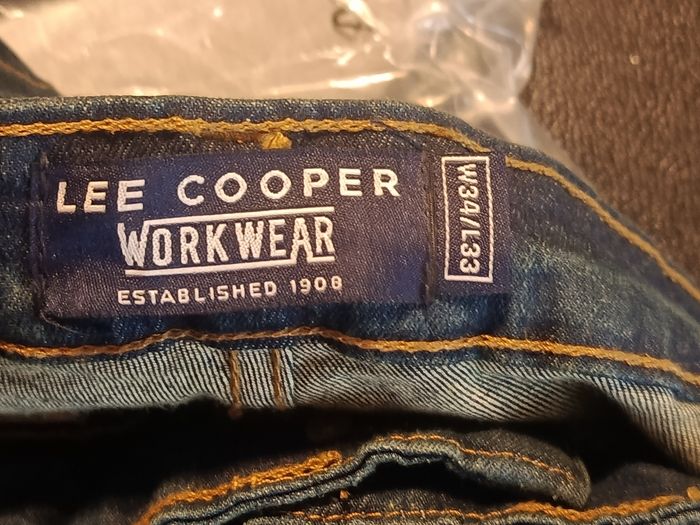 LEE COOPER
WORKWEAR
ESTABLISHED 1908
W34/L33